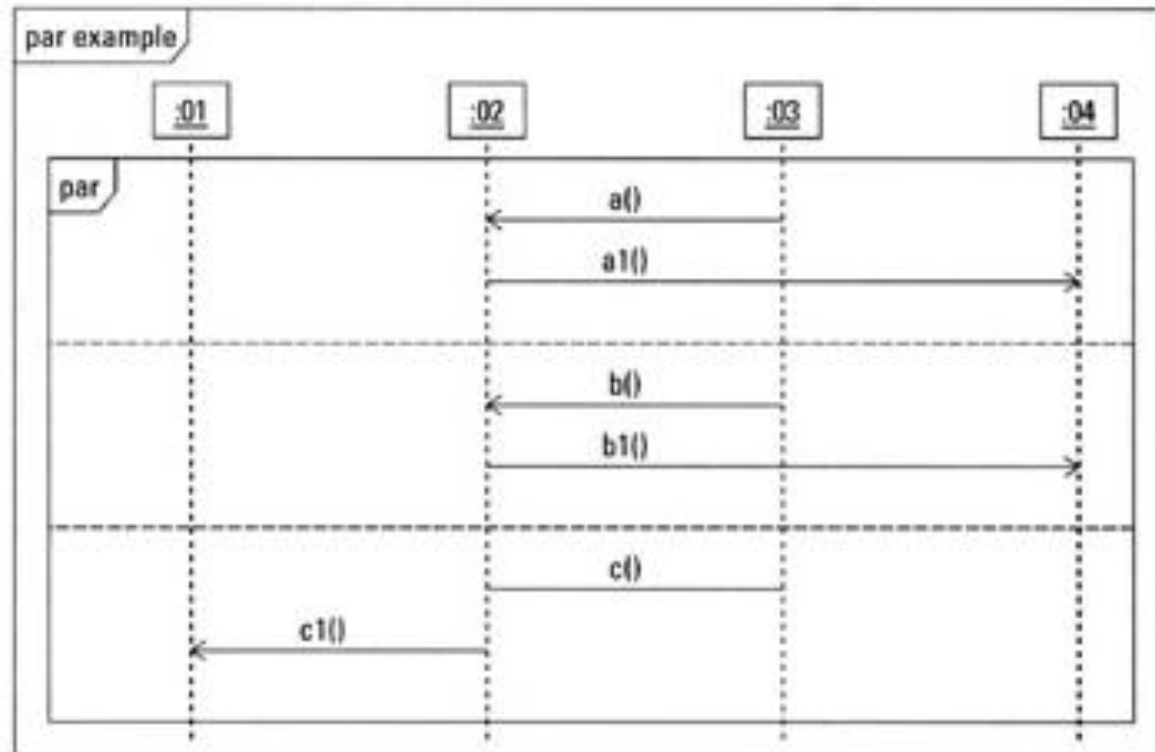 par example
:01 :02 :03 :04
par
a()
a1()
b()
b1()
c()
c1()